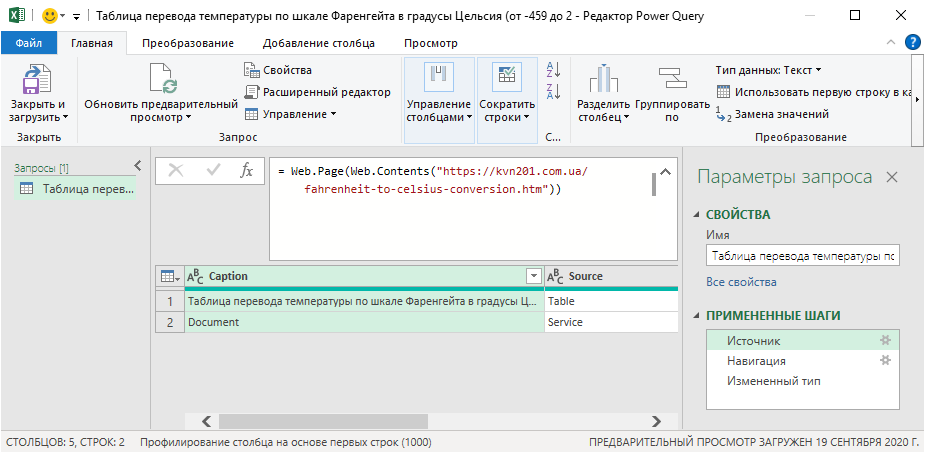 Таблица перевода температуры по шкале Фаренгейта в градусы Цельсия (от -459 до 2 - Редактор Power Query
Файл Главная Преобразование Добавление столбца Просмотр
Закрыть и загрузить
Закрыть
Обновить предварительный просмотр
Свойства
Расширенный редактор
Управление
Запрос
Управление столбцами
Сократить строки
С...
Разделить столбец
Группировать по
Тип данных: Текст
Использовать первую строку в ка
Замена значений
Преобразование
Запросы [1]
Таблица перев...
fx
= Web.Page(Web.Contents("https://kvn201.com.ua/
fahrenheit-to-celsius-conversion.htm"))
ABC Caption ABC Source
1 Таблица перевода температуры по шкале Фаренгейта в градусы Ц... Table
2 Document Service
Параметры запроса
СВОЙСТВА
Имя
Таблица перевода температуры по
Все свойства
ПРИМЕНЕННЫЕ ШАГИ
Источник
Навигация
Измененный тип
СТОЛБЦОВ: 5, СТРОК: 2 Профилирование столбца на основе первых строк (1000) ПРЕДВАРИТЕЛЬНЫЙ ПРОСМОТР ЗАГРУЖЕН 19 СЕНТЯБРЯ 2020 Г.